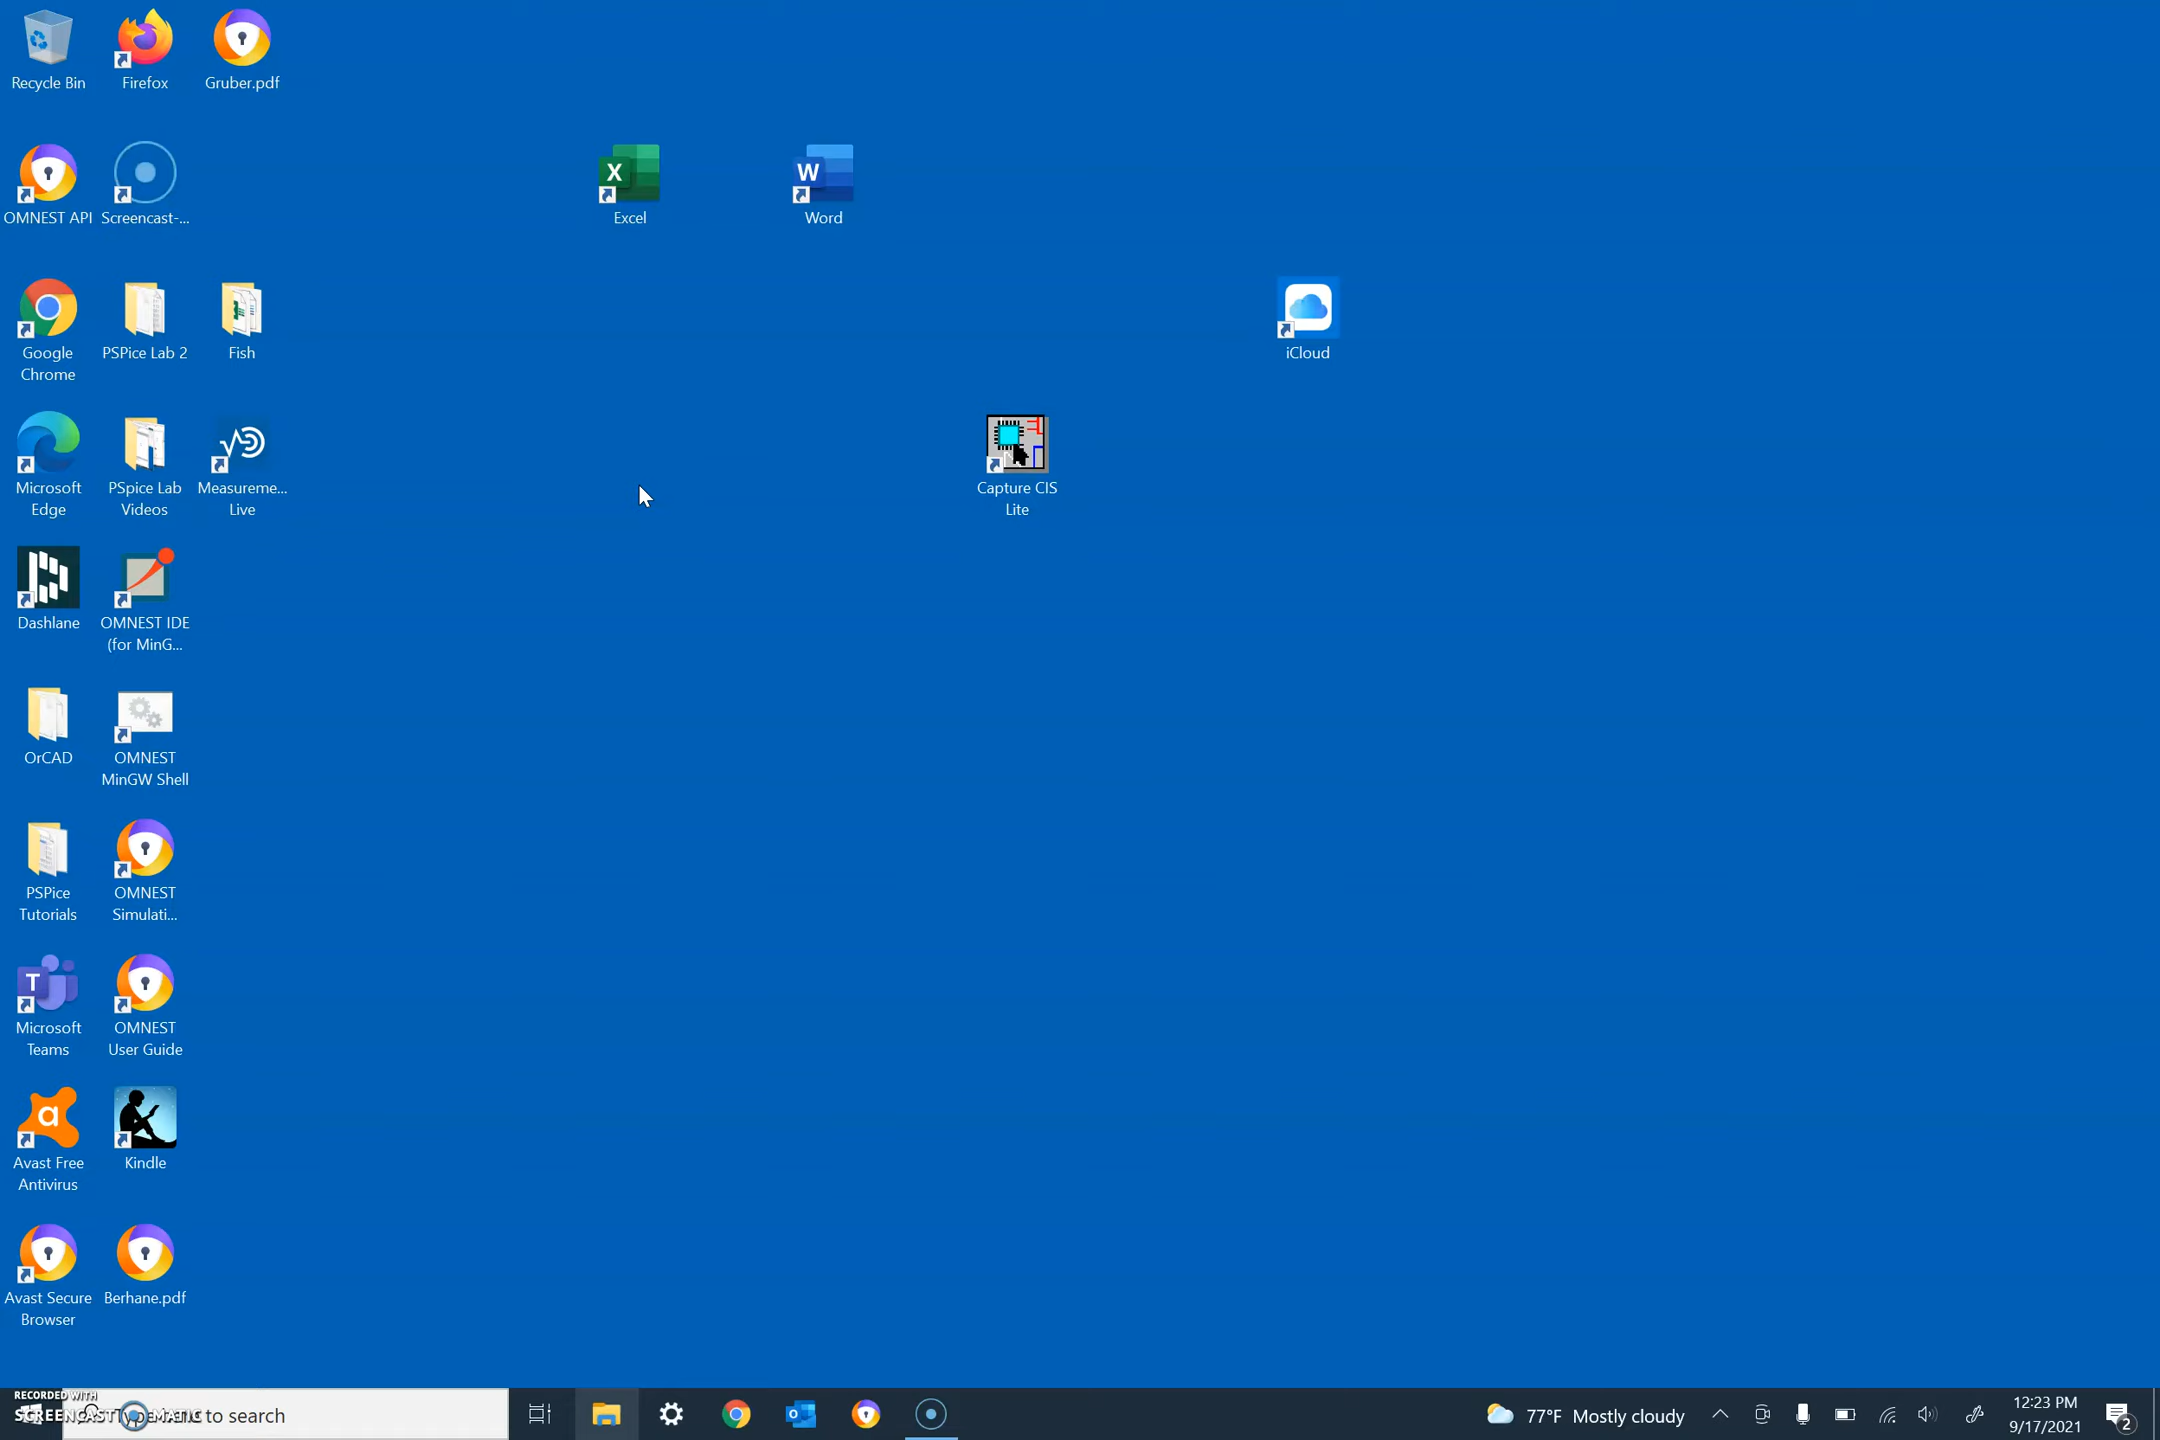 Recycle Bin
Firefox
Gruber.pdf
OMNEST API
Screencast-...
Excel
Word
Google
Chrome
PSPice Lab 2
Fish
iCloud
Microsoft
Edge
PSpice Lab
Videos
Measureme...
Live
Capture CIS
Lite
Dashlane
OMNEST IDE
(for MinG...
OrCAD
OMNEST
MinGW Shell
PSPice
Tutorials
OMNEST
Simulati...
Microsoft
Teams
OMNEST
User Guide
Avast Free
Antivirus
Kindle
Avast Secure
Browser
Berhane.pdf
RECORDED WITH
SCREENCAST MATIC
to search
77°F Mostly cloudy
12:23 PM
9/17/2021
2